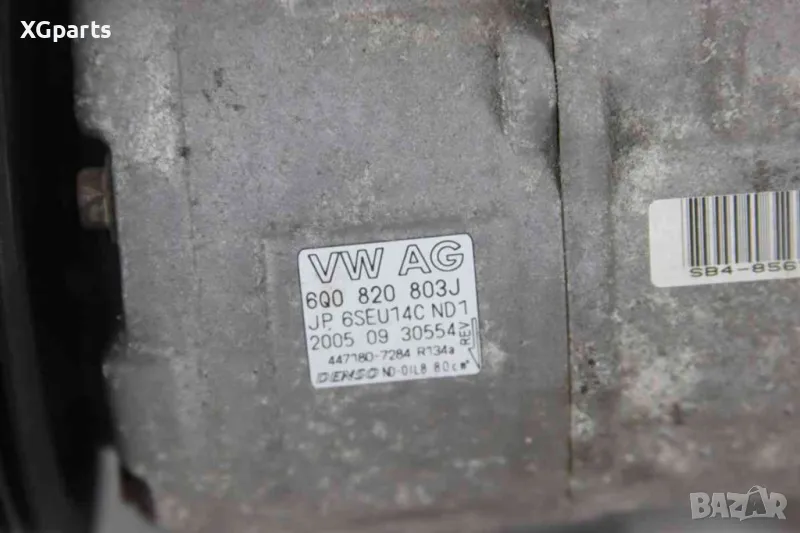 XGparts
VW AG
6Q0 820 803J
JP, 6SEU14C ND1
2005 09 30554
REV
447180-7284 R134a
DENSO ND-OIL8 80cm³
SB4-856
BAZAR